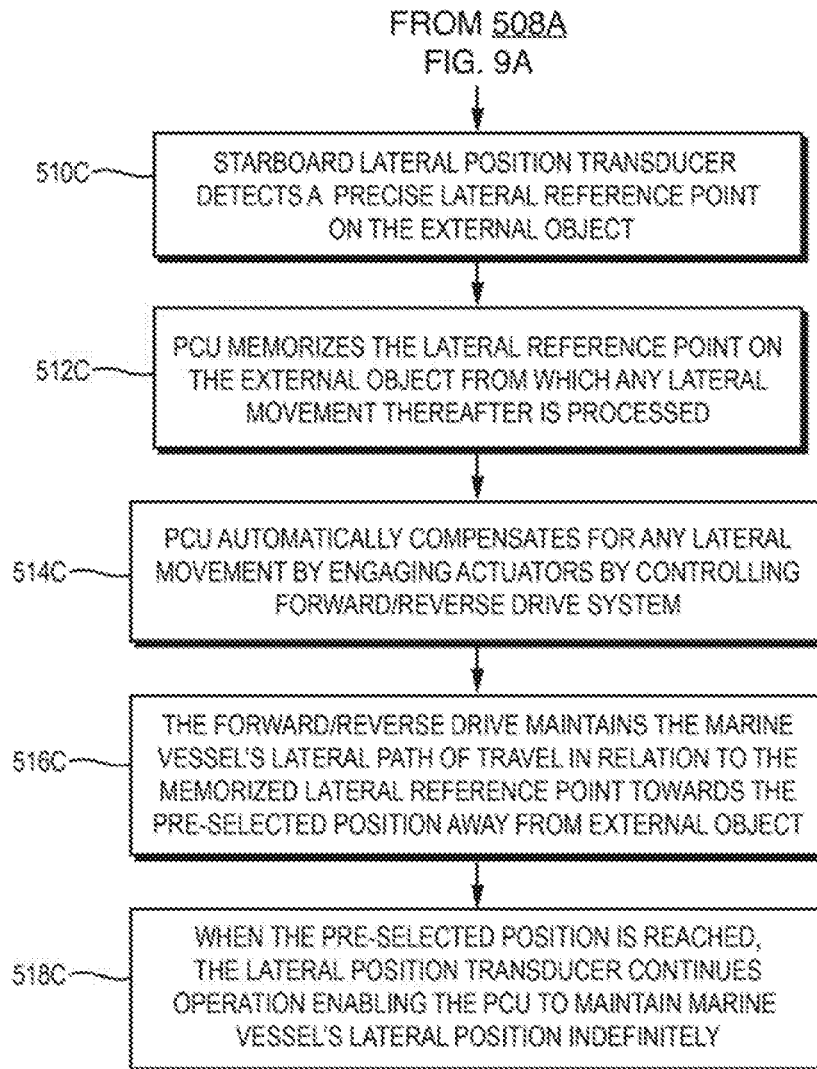 FROM 508A
FIG. 9A
510C
STARBOARD LATERAL POSITION TRANSDUCER
DETECTS A PRECISE LATERAL REFERENCE POINT
ON THE EXTERNAL OBJECT
512C
PCU MEMORIZES THE LATERAL REFERENCE POINT ON
THE EXTERNAL OBJECT FROM WHICH ANY LATERAL
MOVEMENT THEREAFTER IS PROCESSED
514C
PCU AUTOMATICALLY COMPENSATES FOR ANY LATERAL
MOVEMENT BY ENGAGING ACTUATORS BY CONTROLLING
FORWARD/REVERSE DRIVE SYSTEM
516C
THE FORWARD/REVERSE DRIVE MAINTAINS THE MARINE
VESSEL'S LATERAL PATH OF TRAVEL IN RELATION TO THE
MEMORIZED LATERAL REFERENCE POINT TOWARDS THE
PRE-SELECTED POSITION AWAY FROM EXTERNAL OBJECT
518C
WHEN THE PRE-SELECTED POSITION IS REACHED,
THE LATERAL POSITION TRANSDUCER CONTINUES
OPERATION ENABLING THE PCU TO MAINTAIN MARINE
VESSEL'S LATERAL POSITION INDEFINITELY